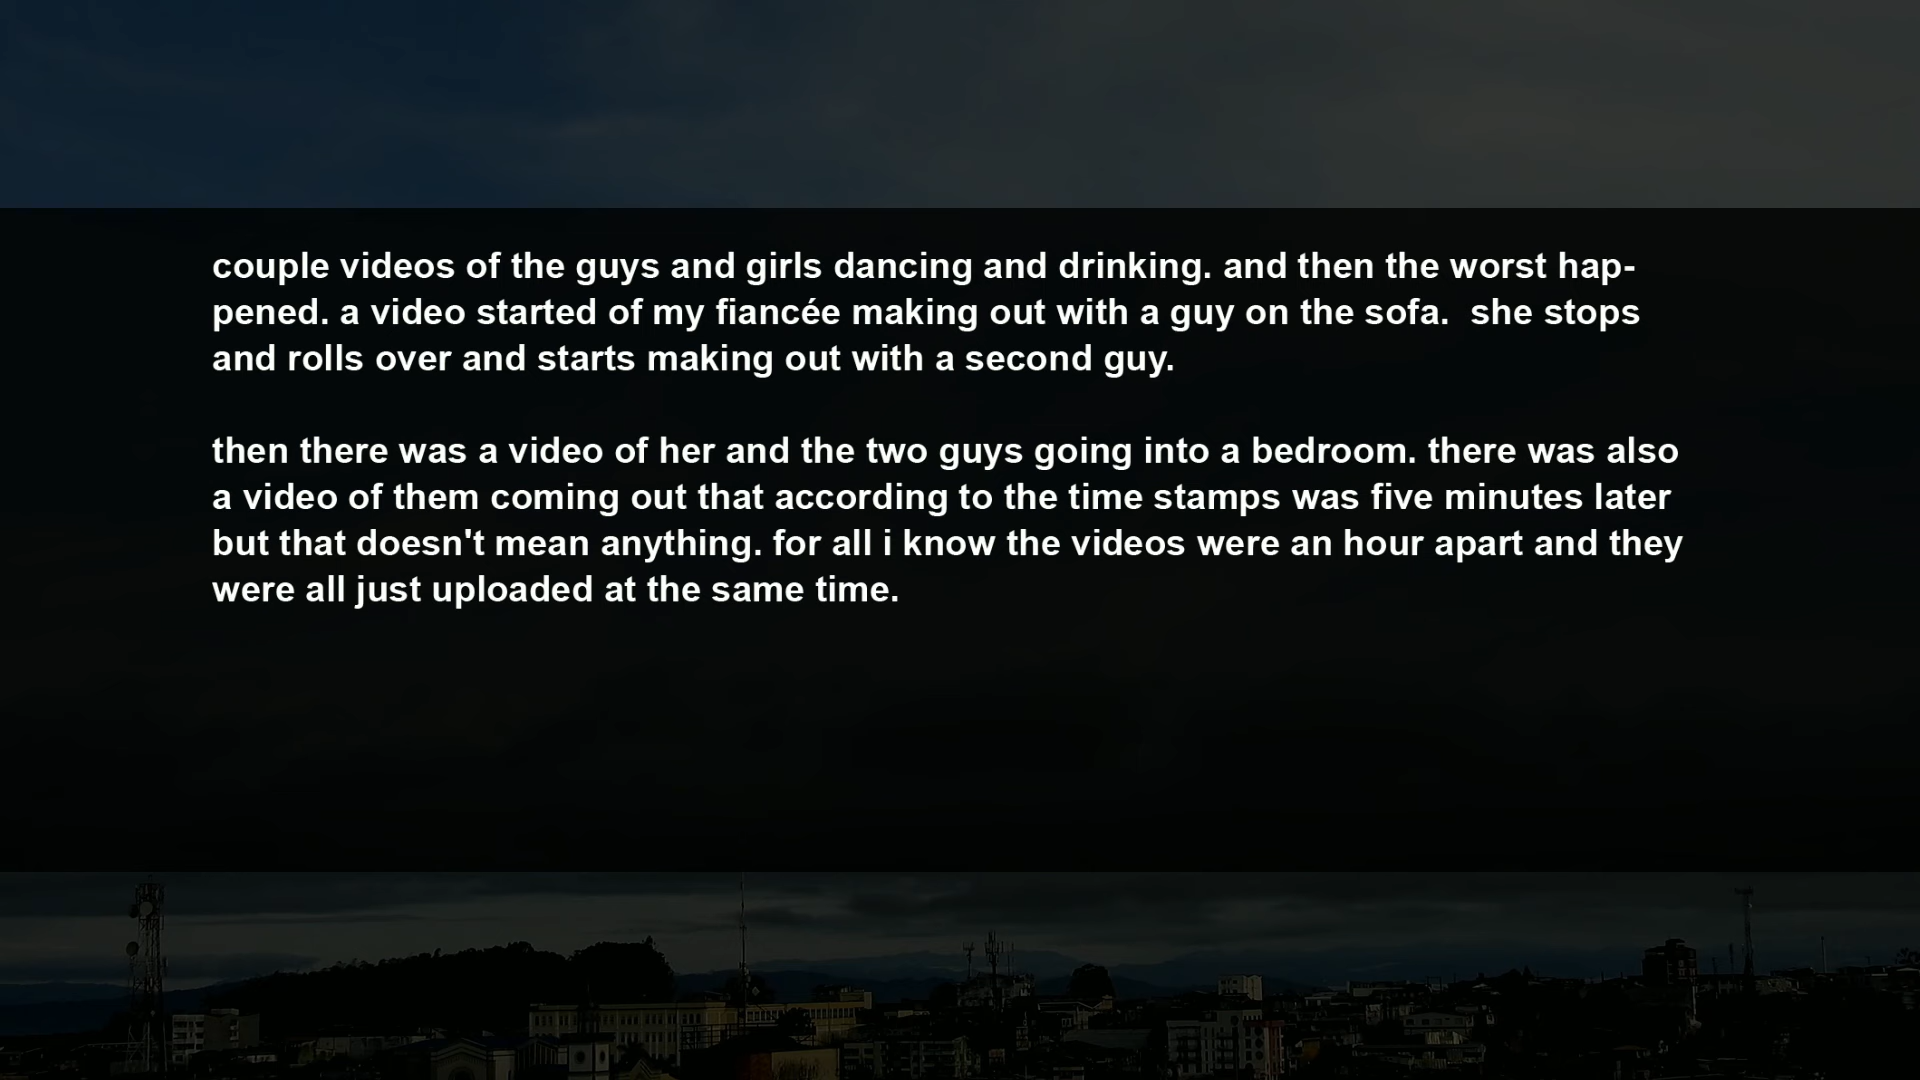 couple videos of the guys and girls dancing and drinking. and then the worst hap-
pened. a video started of my fiancée making out with a guy on the sofa.  she stops
and rolls over and starts making out with a second guy.
then there was a video of her and the two guys going into a bedroom. there was also
a video of them coming out that according to the time stamps was five minutes later
but that doesn't mean anything. for all i know the videos were an hour apart and they
were all just uploaded at the same time.